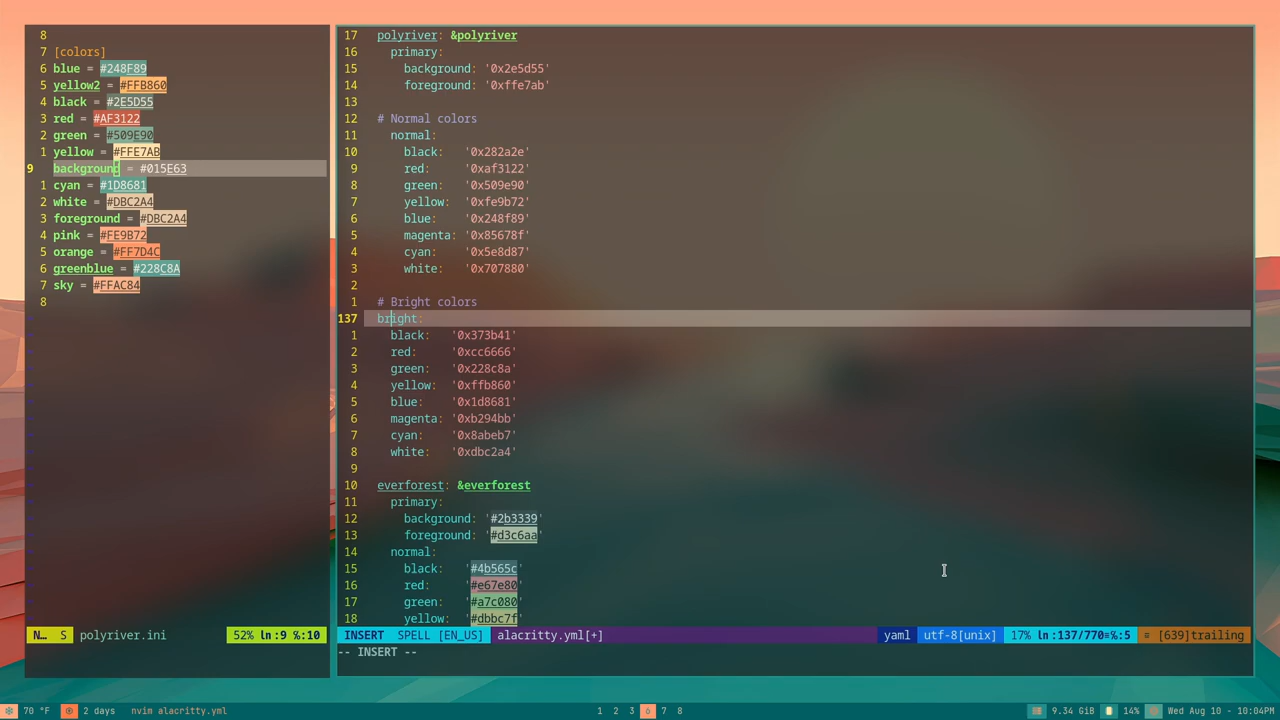 8
7 [colors]
6 blue = #248F89
5 yellow2 = #FFB860
4 black = #2E5D55
3 red = #AF3122
2 green = #509E90
1 yellow = #FFE7AB
9 background = #015E63
1 cyan = #1D8681
2 white = #DBC2A4
3 foreground = #DBC2A4
4 pink = #FE9B72
5 orange = #FF7D4C
6 greenblue = #228C8A
7 sky = #FFAC84
8
N… S polyriver.ini 52% ln:9 %:10
17 polyriver: &polyriver
16 primary:
15 background: '0x2e5d55'
14 foreground: '0xffe7ab'
13
12 # Normal colors
11 normal:
10 black: '0x282a2e'
9 red: '0xaf3122'
8 green: '0x509e90'
7 yellow: '0xfe9b72'
6 blue: '0x248f89'
5 magenta: '0x85678f'
4 cyan: '0x5e8d87'
3 white: '0x707880'
2
1 # Bright colors
137 bright:
1 black: '0x373b41'
2 red: '0xcc6666'
3 green: '0x228c8a'
4 yellow: '0xffb860'
5 blue: '0x1d8681'
6 magenta: '0xb294bb'
7 cyan: '0x8abeb7'
8 white: '0xdbc2a4'
9
10 everforest: &everforest
11 primary:
12 background: '#2b3339'
13 foreground: '#d3c6aa'
14 normal:
15 black: '#4b565c'
16 red: '#e67e80'
17 green: '#a7c080'
18 yellow: '#dbbc7f'
INSERT SPELL [EN_US] alacritty.yml[+] yaml utf-8[unix] 17% ln:137/770≡%:5 ≡ [639]trailing
-- INSERT --
70 °F 2 days nvim alacritty.yml 1 2 3 6 7 8 9.34 GiB 14% Wed Aug 10 - 10:04PM